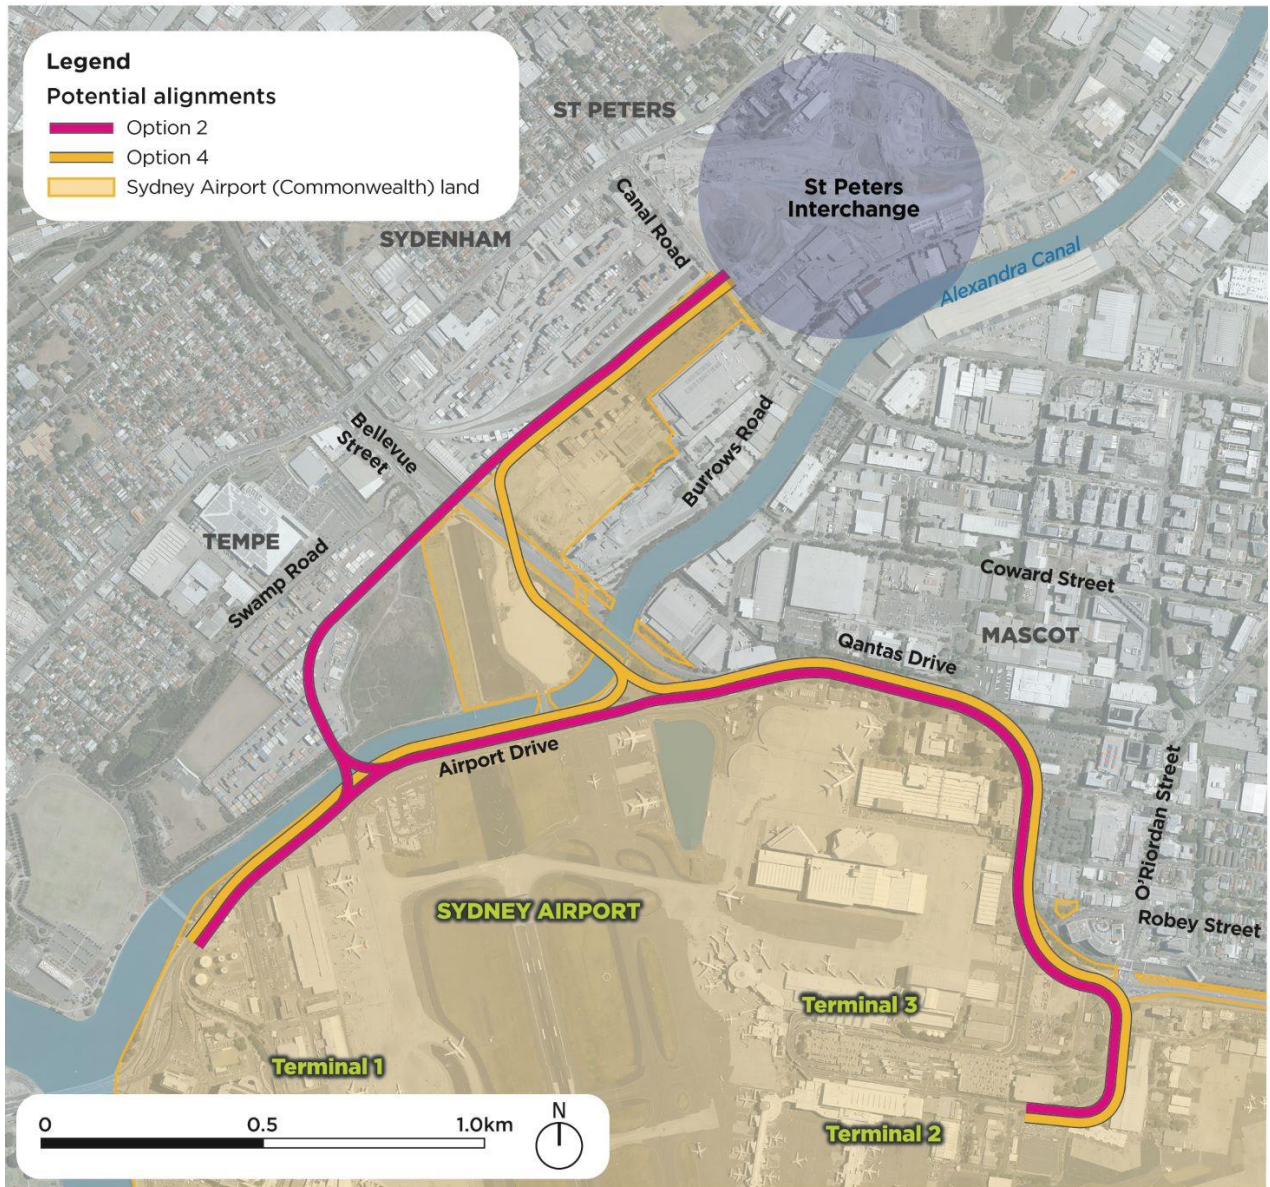 Legend
Potential alignments
Option 2
Option 4
Sydney Airport (Commonwealth) land
ST PETERS
St Peters
Interchange
Canal Road
SYDENHAM
Alexandra Canal
Bellevue
Street
Burrows Road
TEMPE
Swamp Road
Coward Street
MASCOT
Qantas Drive
Airport Drive
O'Riordan Street
SYDNEY AIRPORT
Robey Street
Terminal 3
Terminal 1
Terminal 2
0 0.5 1.0km
N